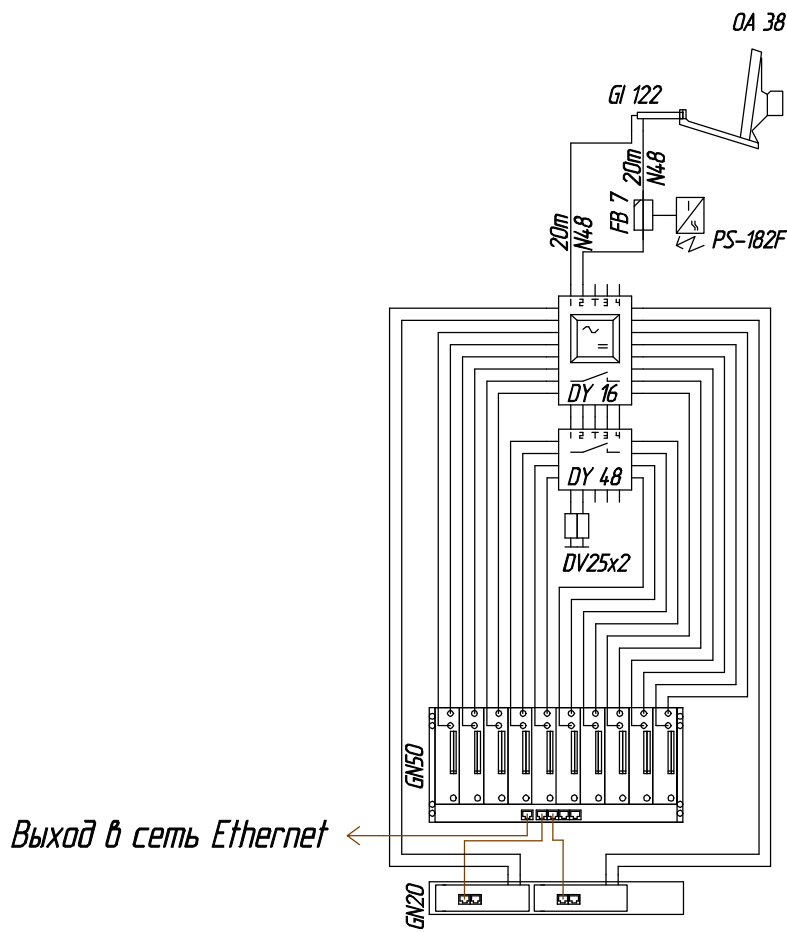 OA 38
GI 122
20m
N48
FB 7
20m
N48
PS-182F
1 2 T 3 4
DY 16
1 2 T 3 4
DY 48
DV25x2
GN50
Выход в сеть Ethernet
GN20